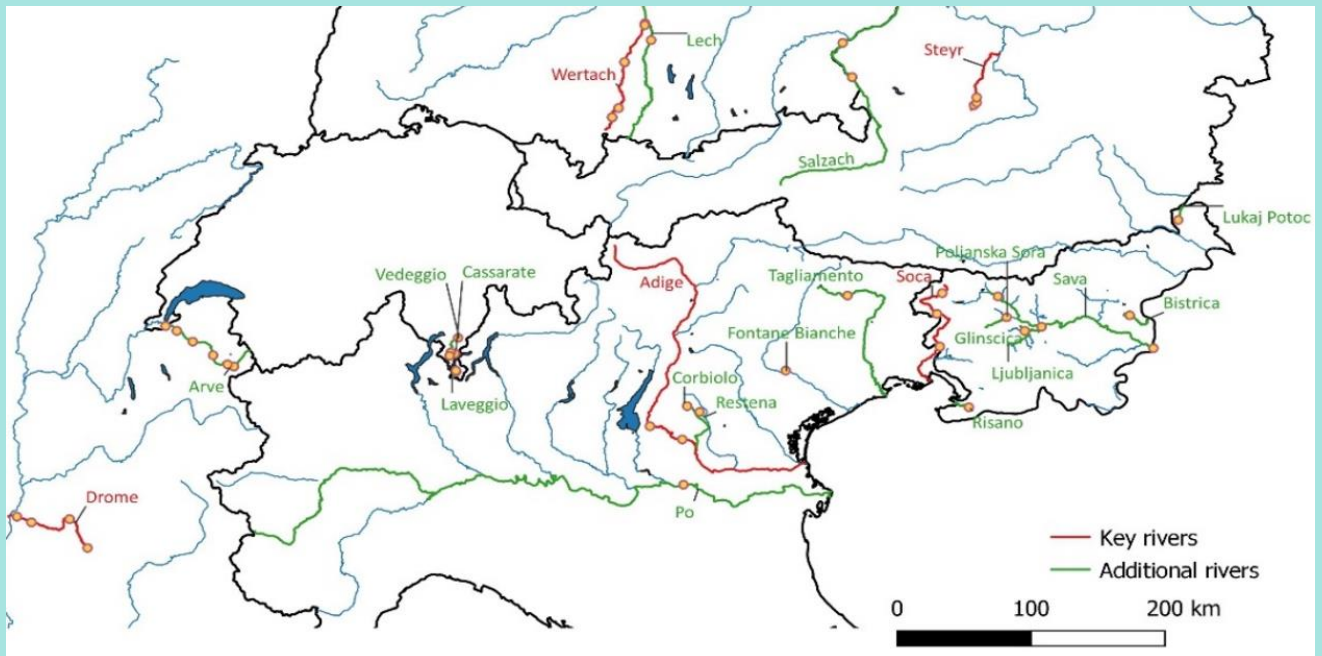 Lech
Steyr
Wertach
Salzach
Lukaj Potoc
Poljanska Sora
Vedeggio
Cassarate
Adige
Tagliamento
Soca
Sava
Bistrica
Fontane Bianche
Glinscica
Arve
Corbiolo
Ljubljanica
Laveggio
Restena
Risano
Drome
Po
Key rivers
Additional rivers
0 100 200 km